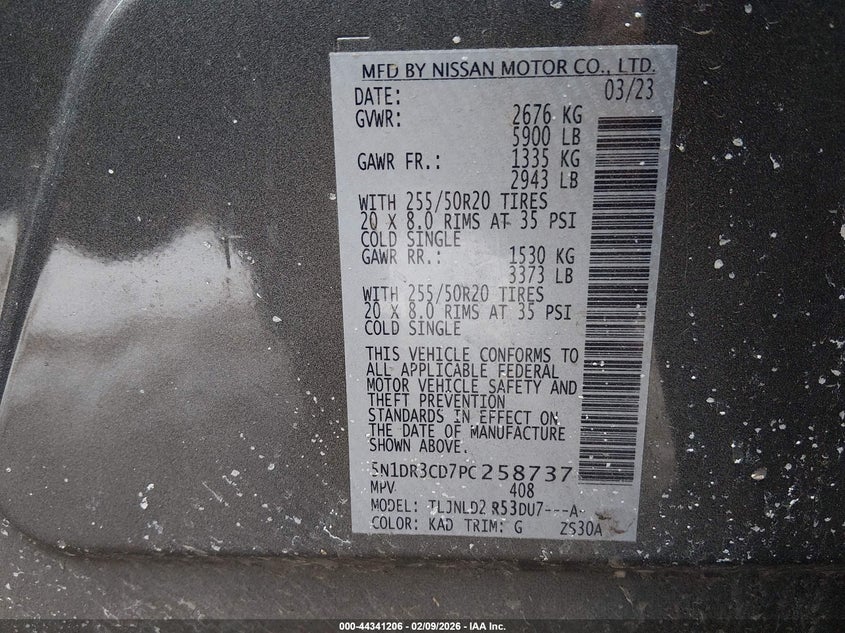 MFD BY NISSAN MOTOR CO., LTD.
DATE: 03/23
GVWR: 2676 KG
5900 LB
GAWR FR.: 1335 KG
2943 LB
WITH 255/50R20 TIRES
20 X 8.0 RIMS AT 35 PSI
COLD SINGLE
GAWR RR.: 1530 KG
3373 LB
WITH 255/50R20 TIRES
20 X 8.0 RIMS AT 35 PSI
COLD SINGLE
THIS VEHICLE CONFORMS TO
ALL APPLICABLE FEDERAL
MOTOR VEHICLE SAFETY AND
THEFT PREVENTION
STANDARDS IN EFFECT ON
THE DATE OF MANUFACTURE
SHOWN ABOVE.
5N1DR3CD7PC258737
MPV 408
MODEL: TLJNLD2 R53DU7---A-
COLOR: KAD TRIM: G ZS30A
000-44341206 - 02/09/2026 - IAA Inc.